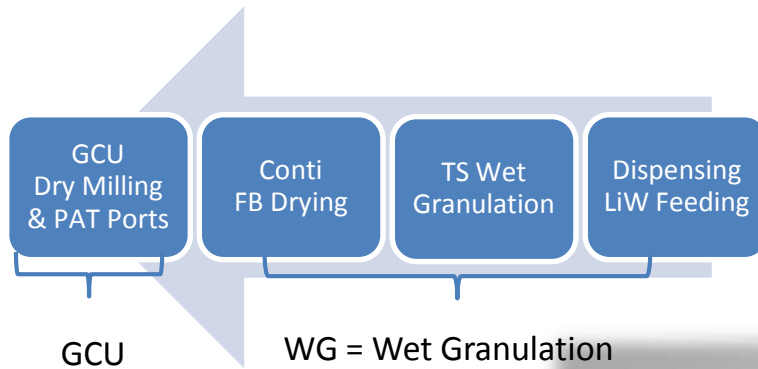 GCU
Dry Milling
& PAT Ports
Conti
FB Drying
TS Wet
Granulation
Dispensing
LiW Feeding
GCU
WG = Wet Granulation